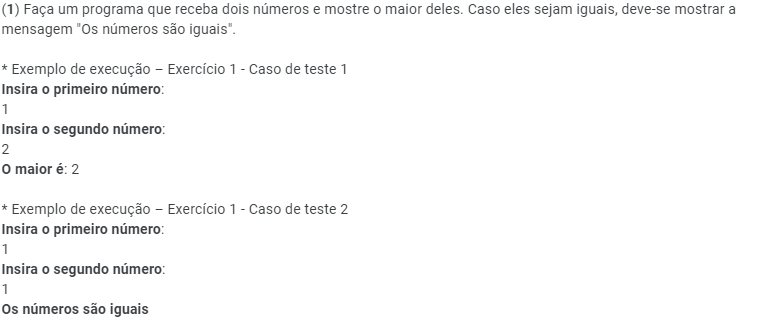 (1) Faça um programa que receba dois números e mostre o maior deles. Caso eles sejam iguais, deve-se mostrar a
mensagem "Os números são iguais".
* Exemplo de execução – Exercício 1 - Caso de teste 1
Insira o primeiro número:
1
Insira o segundo número:
2
O maior é: 2
* Exemplo de execução – Exercício 1 - Caso de teste 2
Insira o primeiro número:
1
Insira o segundo número:
1
Os números são iguais